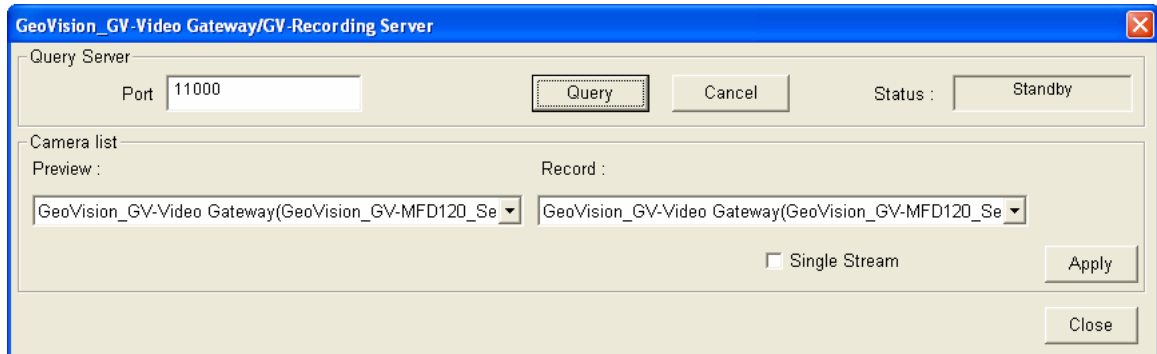 GeoVision_GV-Video Gateway/GV-Recording Server
Query Server
Port 11000 Query Cancel Status : Standby
Camera list
Preview : Record :
GeoVision_GV-Video Gateway(GeoVision_GV-MFD120_Se GeoVision_GV-Video Gateway(GeoVision_GV-MFD120_Se
Single Stream Apply
Close